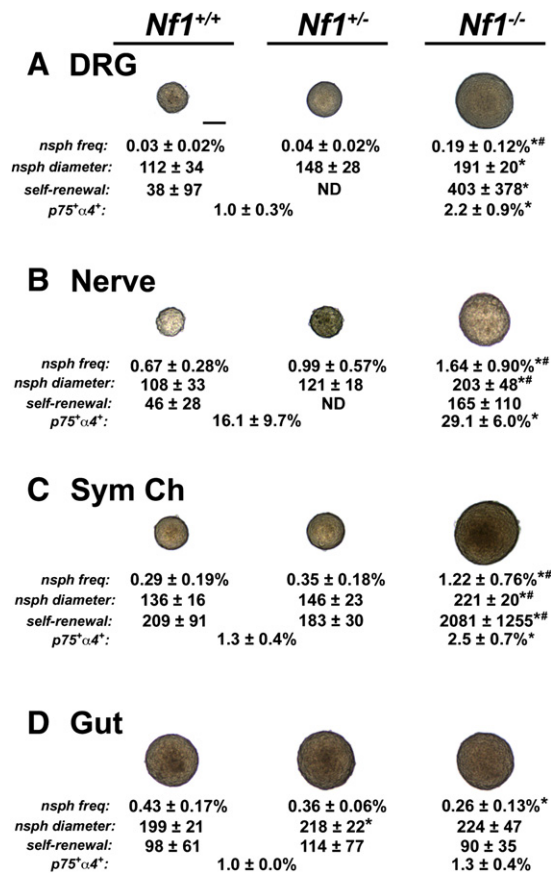 Nf1+/+ Nf1+/- Nf1-/-
A DRG
nsph freq: 0.03 ± 0.02% 0.04 ± 0.02% 0.19 ± 0.12%*#
nsph diameter: 112 ± 34 148 ± 28 191 ± 20*
self-renewal: 38 ± 97 ND 403 ± 378*
p75+α4+: 1.0 ± 0.3% 2.2 ± 0.9%*
B Nerve
nsph freq: 0.67 ± 0.28% 0.99 ± 0.57% 1.64 ± 0.90%*#
nsph diameter: 108 ± 33 121 ± 18 203 ± 48*#
self-renewal: 46 ± 28 ND 165 ± 110
p75+α4+: 16.1 ± 9.7% 29.1 ± 6.0%*
C Sym Ch
nsph freq: 0.29 ± 0.19% 0.35 ± 0.18% 1.22 ± 0.76%*#
nsph diameter: 136 ± 16 146 ± 23 221 ± 20*#
self-renewal: 209 ± 91 183 ± 30 2081 ± 1255*#
p75+α4+: 1.3 ± 0.4% 2.5 ± 0.7%*
D Gut
nsph freq: 0.43 ± 0.17% 0.36 ± 0.06% 0.26 ± 0.13%*
nsph diameter: 199 ± 21 218 ± 22* 224 ± 47
self-renewal: 98 ± 61 114 ± 77 90 ± 35
p75+α4+: 1.0 ± 0.0% 1.3 ± 0.4%